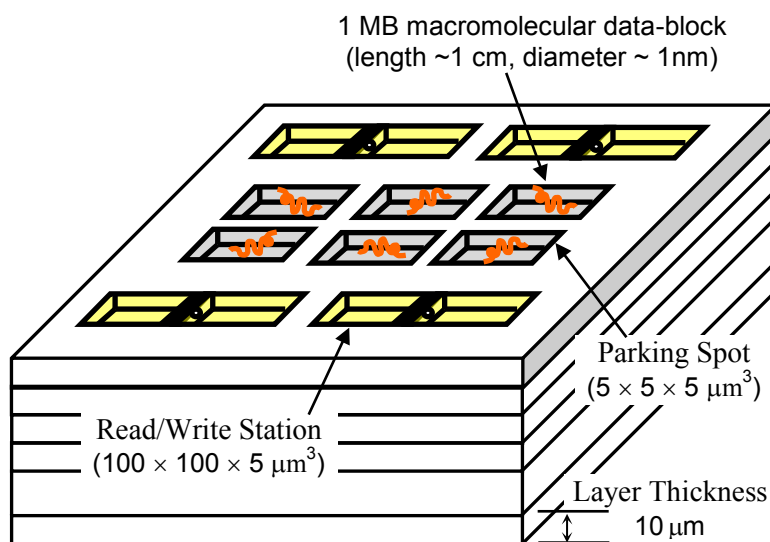 1 MB macromolecular data-block
(length ~1 cm, diameter ~ 1nm)
Parking Spot
(5 × 5 × 5 μm³)
Read/Write Station
(100 × 100 × 5 μm³)
Layer Thickness
10 μm